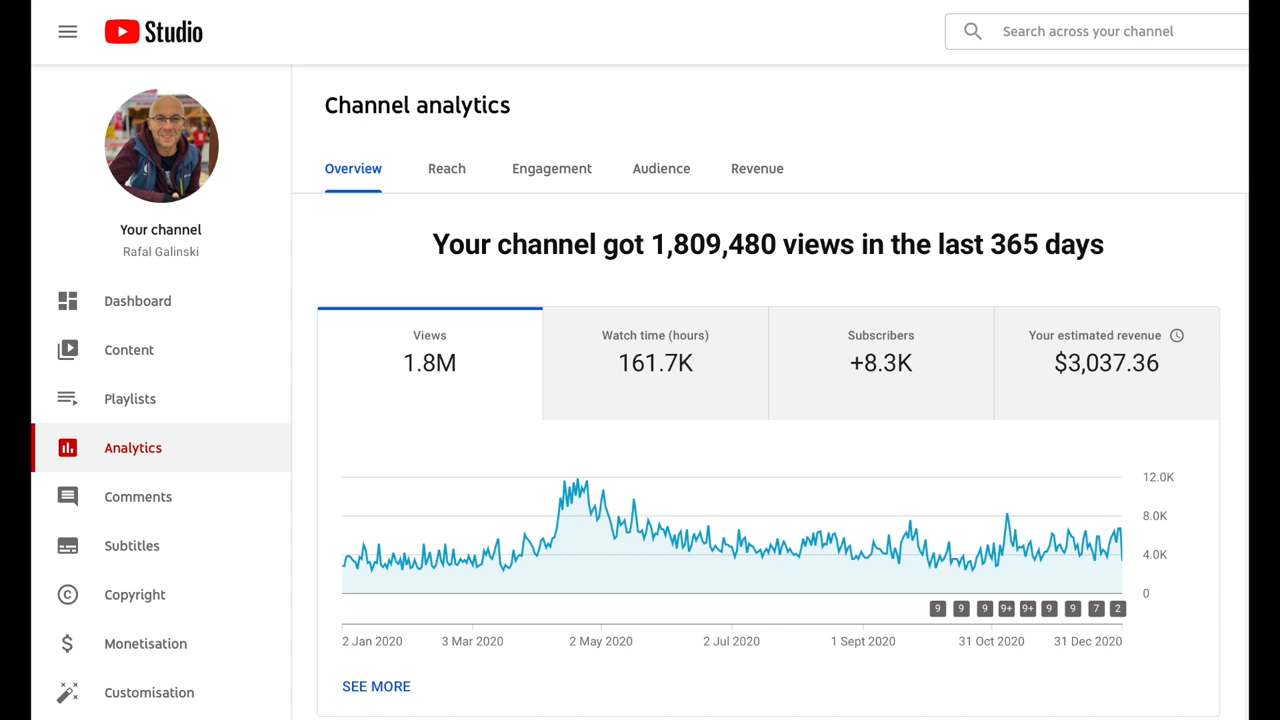 Studio
Search across your channel
Channel analytics
Overview Reach Engagement Audience Revenue
Your channel
Rafal Galinski
Dashboard
Content
Playlists
Analytics
Comments
Subtitles
Copyright
Monetisation
Customisation
Your channel got 1,809,480 views in the last 365 days
Views
1.8M
Watch time (hours)
161.7K
Subscribers
+8.3K
Your estimated revenue
$3,037.36
12.0K
8.0K
4.0K
0
9 9 9 9+ 9+ 9 9 7 2
2 Jan 2020 3 Mar 2020 2 May 2020 2 Jul 2020 1 Sept 2020 31 Oct 2020 31 Dec 2020
SEE MORE